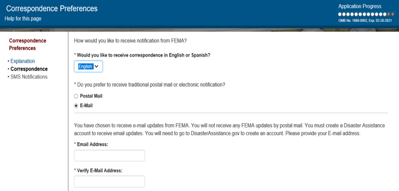 Correspondence Preferences
Help for this page
Application Progress
OMB No. 1660-0002, Exp. 02-28-2021
Correspondence
Preferences
Explanation
Correspondence
SMS Notifications
How would you like to receive notification from FEMA?
* Would you like to receive correspondence in English or Spanish?
English
* Do you prefer to receive traditional postal mail or electronic notification?
Postal Mail
E-Mail
You have chosen to receive e-mail updates from FEMA. You will not receive any FEMA updates by postal mail. You must create a Disaster Assistance
account to receive email updates. You will need to go to DisasterAssistance.gov to create an account. Please provide your E-mail address.
* Email Address:
* Verify E-Mail Address: